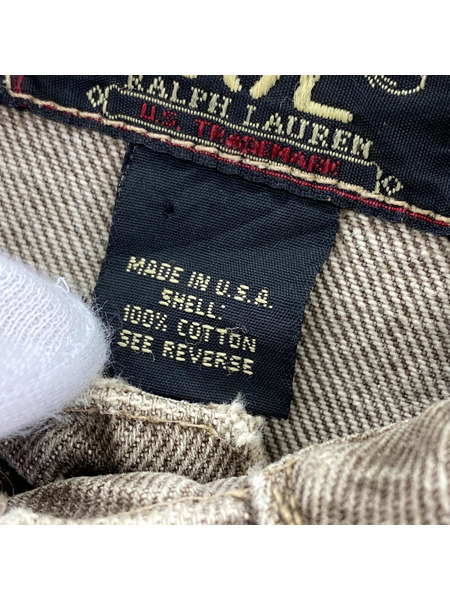 RALPH LAUREN
U.S. TRADEMARK
MADE IN U.S.A.
SHELL:
100% COTTON
SEE REVERSE